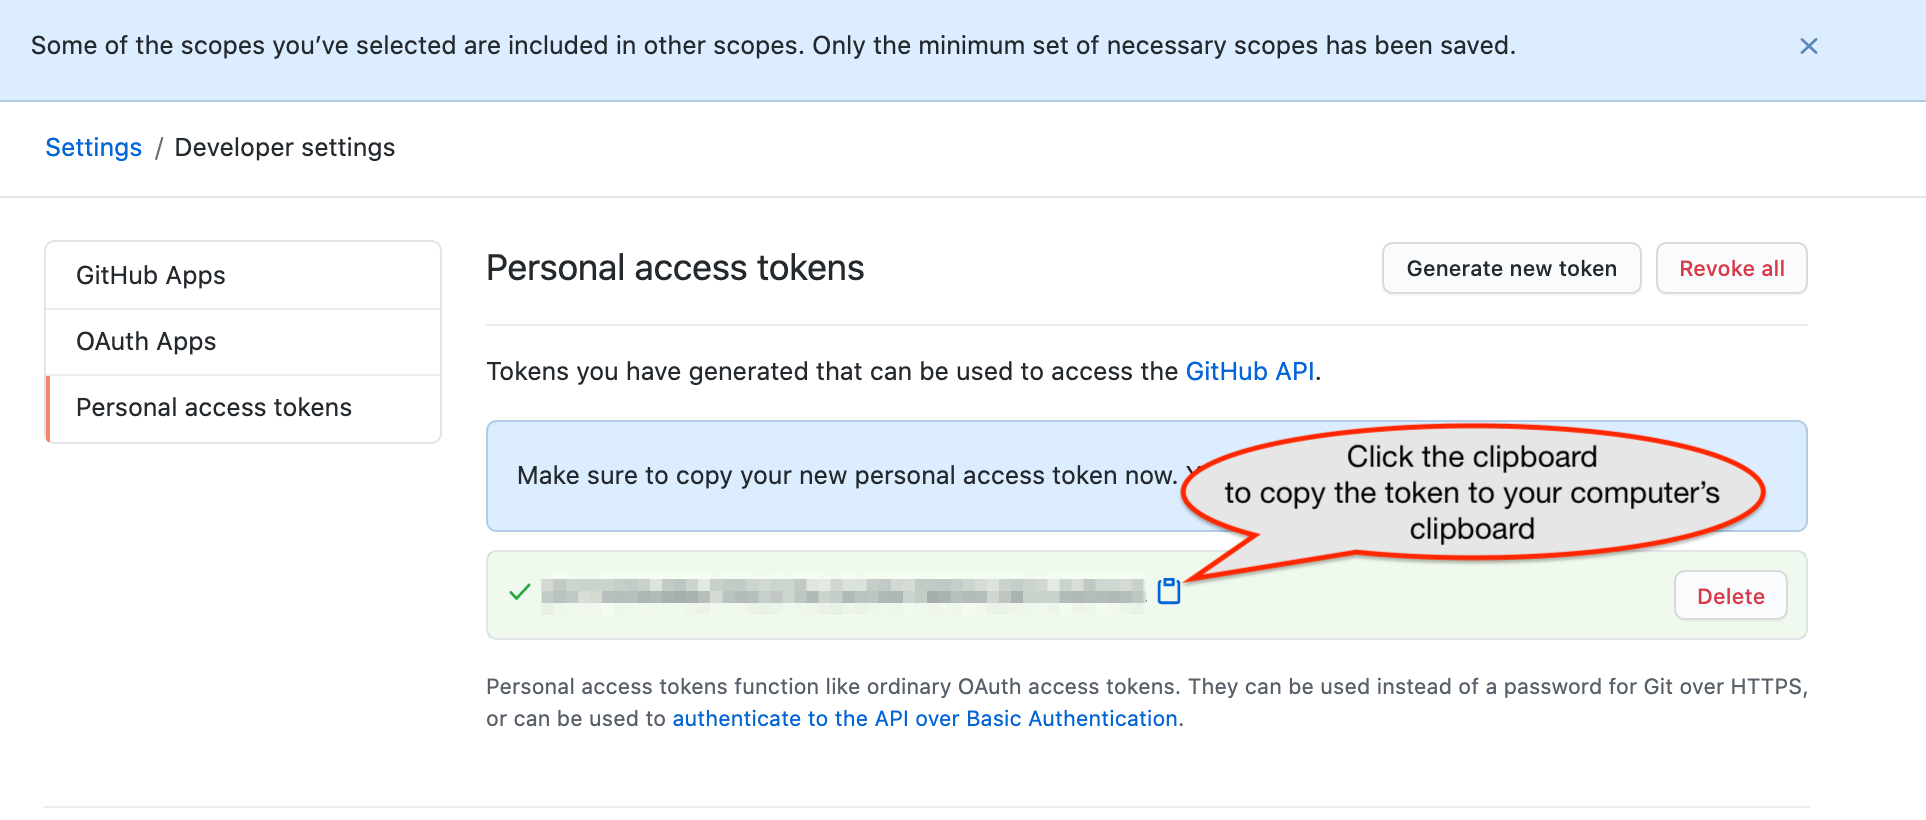 Some of the scopes you’ve selected are included in other scopes. Only the minimum set of necessary scopes has been saved.
Settings / Developer settings
GitHub Apps
OAuth Apps
Personal access tokens
Personal access tokens
Generate new token
Revoke all
Tokens you have generated that can be used to access the GitHub API.
Make sure to copy your new personal access token now.
Click the clipboard
to copy the token to your computer’s
clipboard
Delete
Personal access tokens function like ordinary OAuth access tokens. They can be used instead of a password for Git over HTTPS,
or can be used to authenticate to the API over Basic Authentication.